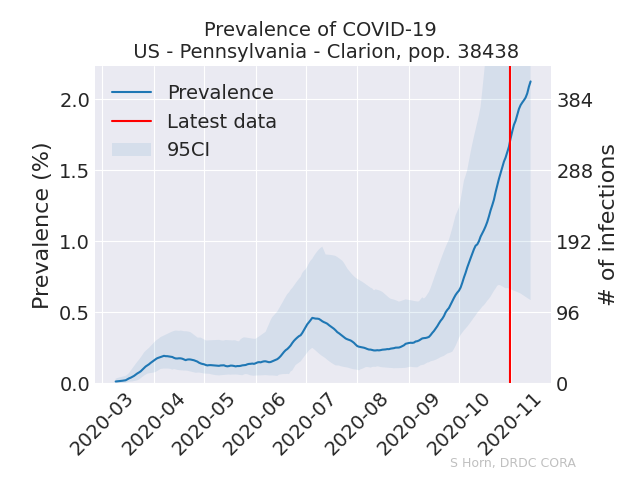 Prevalence of COVID-19
US - Pennsylvania - Clarion, pop. 38438
Prevalence
Latest data
95CI
Prevalence (%)
2.0
1.5
1.0
0.5
0.0
384
288
192
96
0
# of infections
2020-03
2020-04
2020-05
2020-06
2020-07
2020-08
2020-09
2020-10
2020-11
S Horn, DRDC CORA